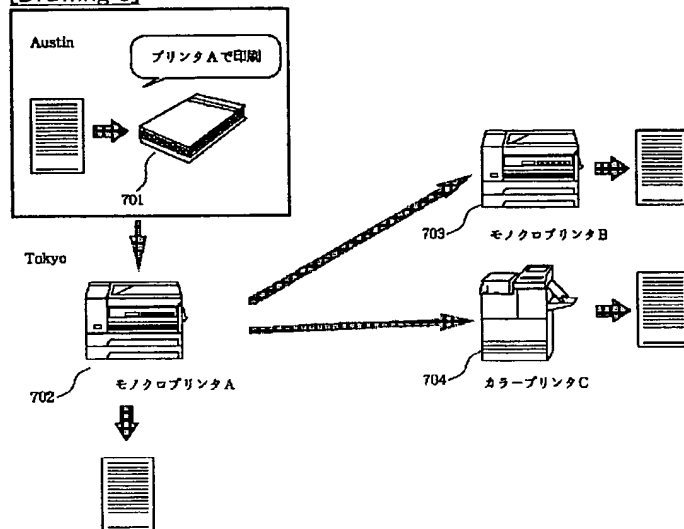 [Drawing 6]
Austin
プリンタAで印刷
701
Tokyo
703
モノクロプリンタB
702
モノクロプリンタA
704
カラープリンタC